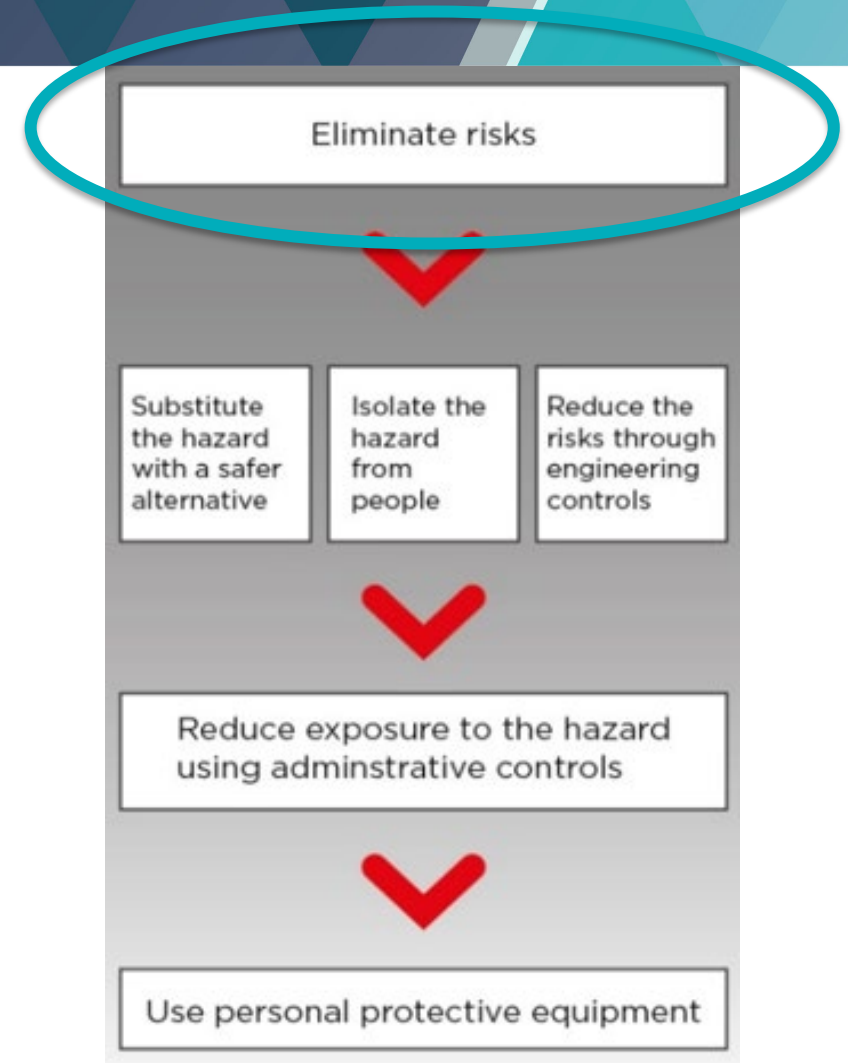 Eliminate risks
Substitute
the hazard
with a safer
alternative
Isolate the
hazard
from
people
Reduce the
risks through
engineering
controls
Reduce exposure to the hazard
using adminstrative controls
Use personal protective equipment